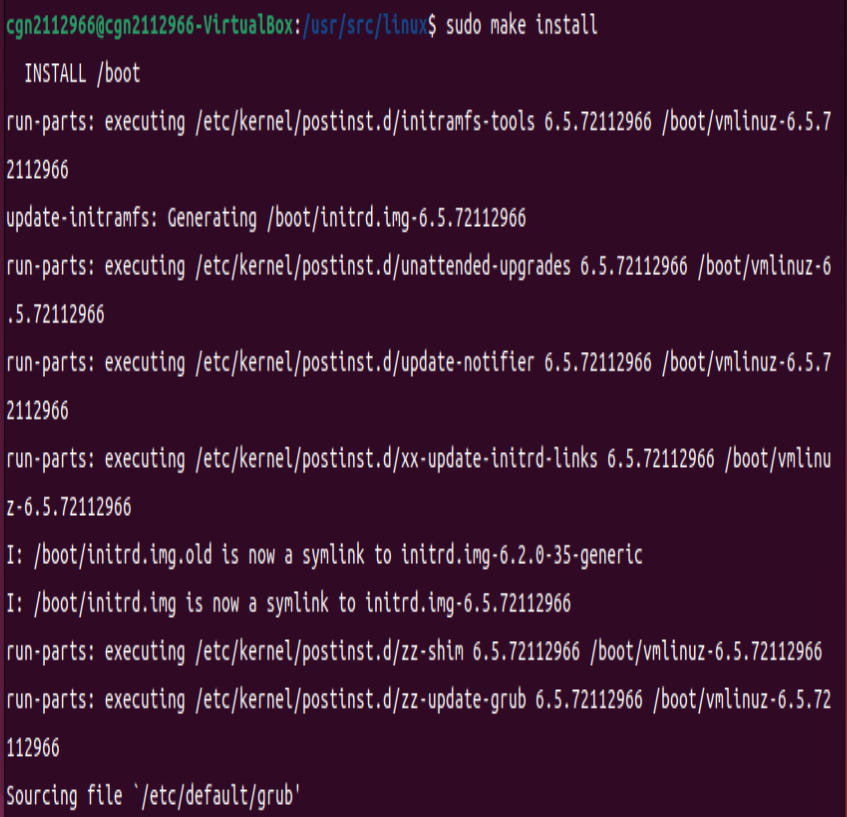 cgn2112966@cgn2112966-VirtualBox:/usr/src/linux$ sudo make install
  INSTALL /boot
run-parts: executing /etc/kernel/postinst.d/initramfs-tools 6.5.72112966 /boot/vmlinuz-6.5.7
2112966
update-initramfs: Generating /boot/initrd.img-6.5.72112966
run-parts: executing /etc/kernel/postinst.d/unattended-upgrades 6.5.72112966 /boot/vmlinuz-6
.5.72112966
run-parts: executing /etc/kernel/postinst.d/update-notifier 6.5.72112966 /boot/vmlinuz-6.5.7
2112966
run-parts: executing /etc/kernel/postinst.d/xx-update-initrd-links 6.5.72112966 /boot/vmlinu
z-6.5.72112966
I: /boot/initrd.img.old is now a symlink to initrd.img-6.2.0-35-generic
I: /boot/initrd.img is now a symlink to initrd.img-6.5.72112966
run-parts: executing /etc/kernel/postinst.d/zz-shim 6.5.72112966 /boot/vmlinuz-6.5.72112966
run-parts: executing /etc/kernel/postinst.d/zz-update-grub 6.5.72112966 /boot/vmlinuz-6.5.72
112966
Sourcing file `/etc/default/grub'